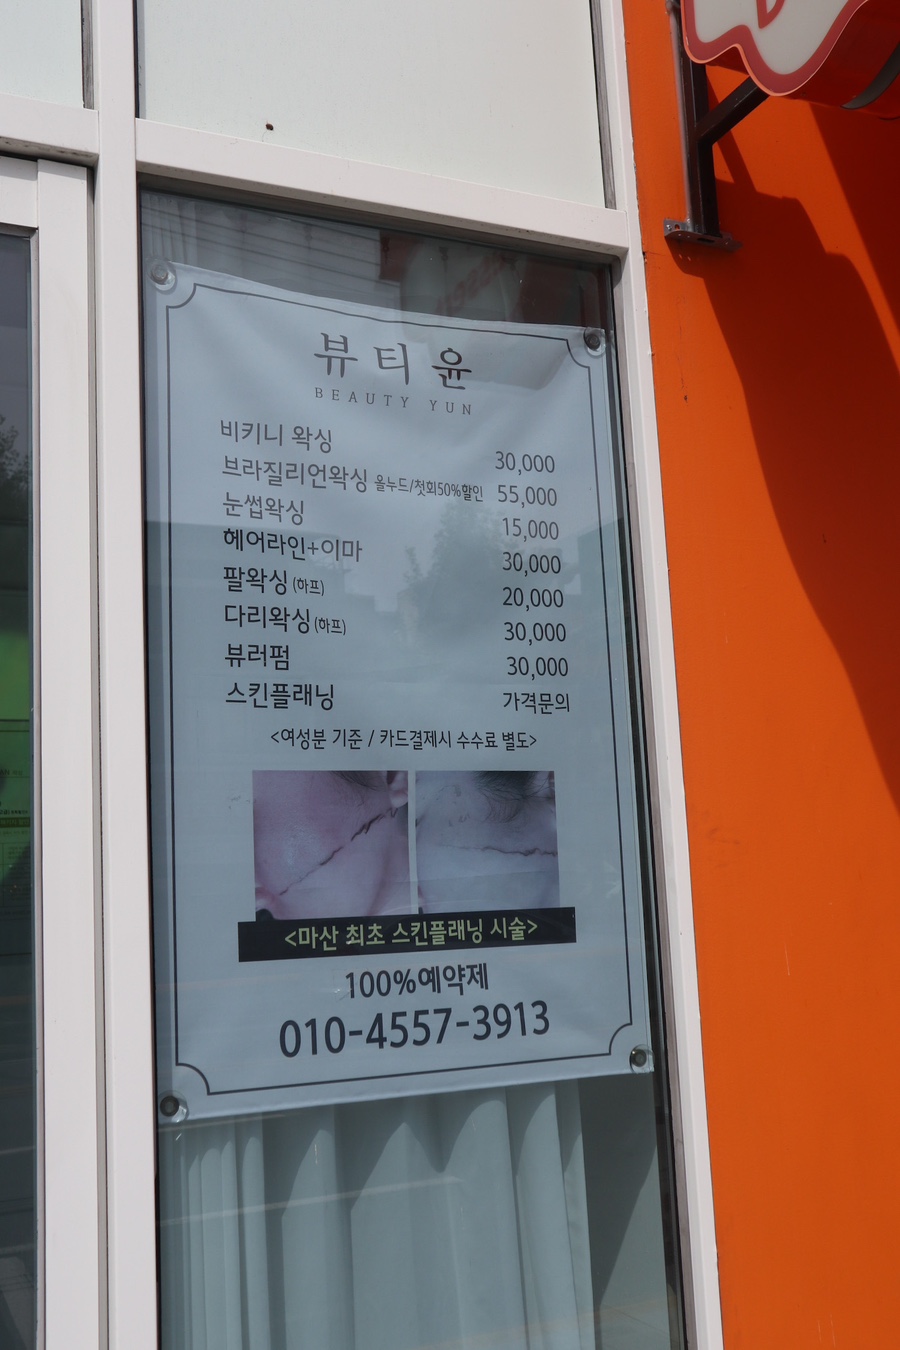 뷰티윤
BEAUTY YUN
비키니 왁싱 30,000
브라질리언왁싱 올누드/첫회50%할인 55,000
눈썹왁싱 15,000
헤어라인+이마 30,000
팔왁싱 (하프) 20,000
다리왁싱 (하프) 30,000
뷰러펌 30,000
스킨플래닝 가격문의
<여성분 기준 / 카드결제시 수수료 별도>
<마산 최초 스킨플래닝 시술>
100%예약제
010-4557-3913